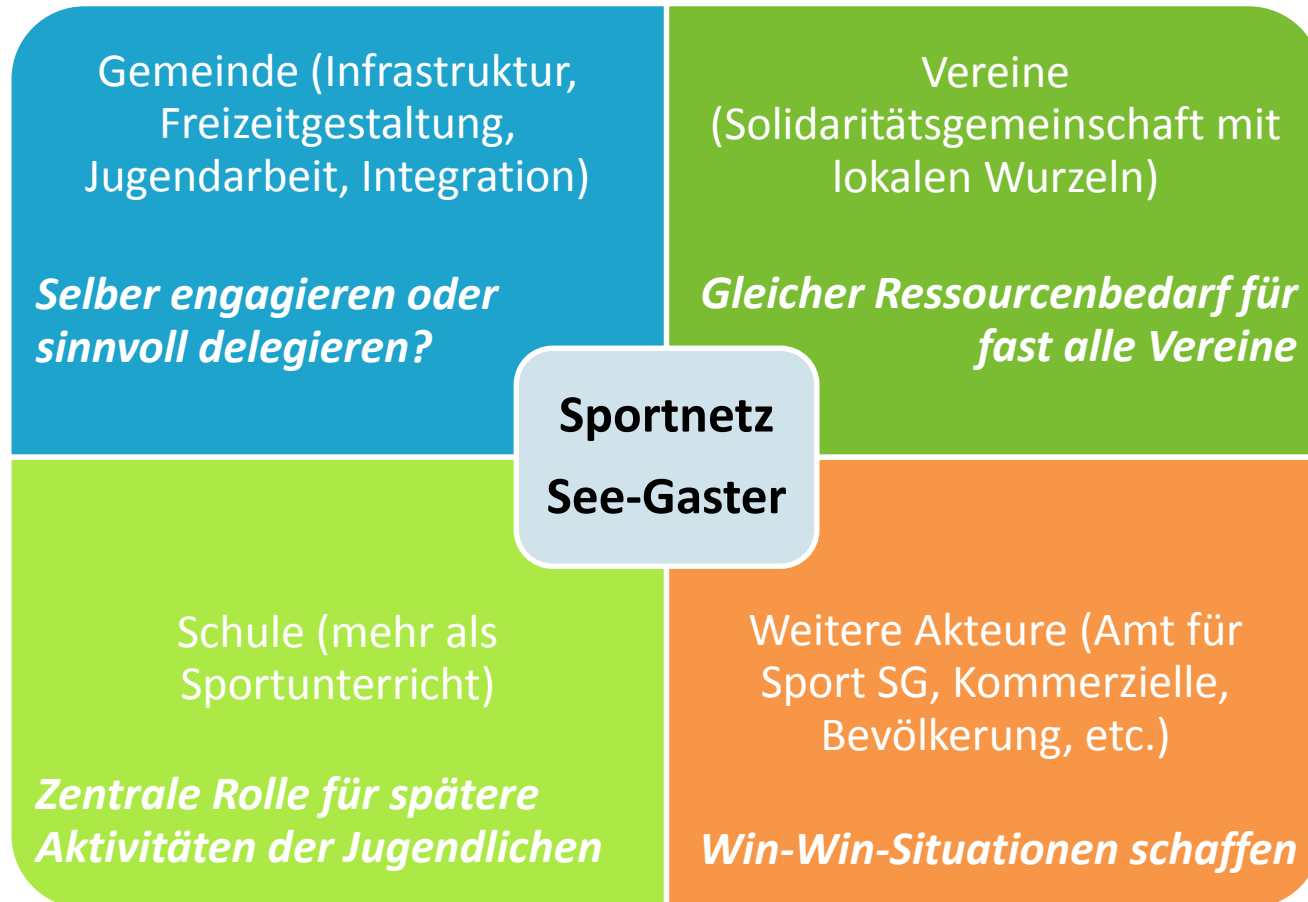 Gemeinde (Infrastruktur,
Freizeitgestaltung,
Jugendarbeit, Integration)
Selber engagieren oder
sinnvoll delegieren?
Vereine
(Solidaritätsgemeinschaft mit
lokalen Wurzeln)
Gleicher Ressourcenbedarf für
fast alle Vereine
Sportnetz
See-Gaster
Schule (mehr als
Sportunterricht)
Zentrale Rolle für spätere
Aktivitäten der Jugendlichen
Weitere Akteure (Amt für
Sport SG, Kommerzielle,
Bevölkerung, etc.)
Win-Win-Situationen schaffen